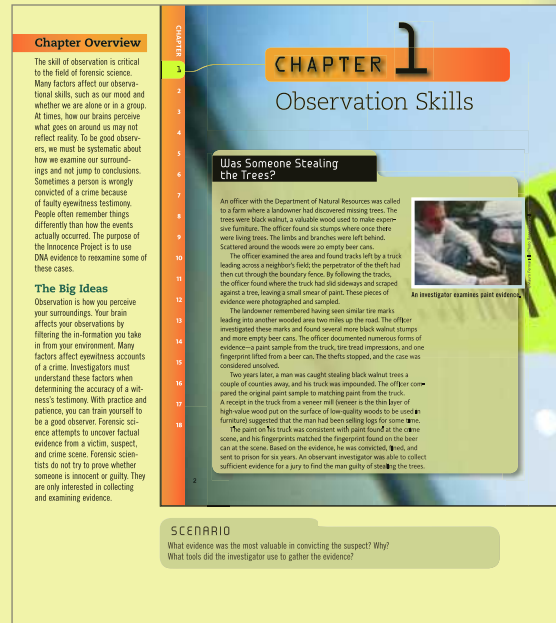 Chapter Overview
The skill of observation is critical
to the field of forensic science.
Many factors affect our observa-
tional skills, such as our mood and
whether we are alone or in a group.
At times, how our brains perceive
what goes on around us may not
reflect reality. To be good observ-
ers, we must be systematic about
how we examine our surround-
ings and not jump to conclusions.
Sometimes a person is wrongly
convicted of a crime because
of faulty eyewitness testimony.
People often remember things
differently than how the events
actually occurred. The purpose of
the Innocence Project is to use
DNA evidence to reexamine some of
these cases.
The Big Ideas
Observation is how you perceive
your surroundings. Your brain
affects your observations by
filtering the in-formation you take
in from your environment. Many
factors affect eyewitness accounts
of a crime. Investigators must
understand these factors when
determining the accuracy of a wit-
ness's testimony. With practice and
patience, you can train yourself to
be a good observer. Forensic sci-
ence attempts to uncover factual
evidence from a victim, suspect,
and crime scene. Forensic scien-
tists do not try to prove whether
someone is innocent or guilty. They
are only interested in collecting
and examining evidence.
CHAPTER
1
2
3
4
5
6
7
8
9
10
11
12
13
14
15
16
17
18
CHAPTER 1
Observation Skills
Was Someone Stealing
the Trees?
An officer with the Department of Natural Resources was called
to a farm where a landowner had discovered missing trees. The
trees were black walnut, a valuable wood used to make expen-
sive furniture. The officer found six stumps where once there
were living trees. The limbs and branches were left behind.
Scattered around the woods were 20 empty beer cans.
The officer examined the area and found tracks left by a truck
leading across a neighbor's field; the perpetrator of the theft had
then cut through the boundary fence. By following the tracks,
the officer found where the truck had slid sideways and scraped
against a tree, leaving a small smear of paint. These pieces of
evidence were photographed and sampled.
The landowner remembered having seen similar tire marks
leading into another wooded area two miles up the road. The officer
investigated these marks and found several more black walnut stumps
and more empty beer cans. The officer documented numerous forms of
evidence—a paint sample from the truck, tire tread impressions, and one
fingerprint lifted from a beer can. The thefts stopped, and the case was
considered unsolved.
Two years later, a man was caught stealing black walnut trees a
couple of counties away, and his truck was impounded. The officer com-
pared the original paint sample to matching paint from the truck.
A receipt in the truck from a veneer mill (veneer is the thin layer of
high-value wood put on the surface of low-quality woods to be used in
furniture) suggested that the man had been selling logs for some time.
The paint on his truck was consistent with paint found at the crime
scene, and his fingerprints matched the fingerprint found on the beer
can at the scene. Based on the evidence, he was convicted, fined, and
sent to prison for six years. An observant investigator was able to collect
sufficient evidence for a jury to find the man guilty of stealing the trees.
An investigator examines paint evidence.
2
SCENARIO
What evidence was the most valuable in convicting the suspect? Why?
What tools did the investigator use to gather the evidence?